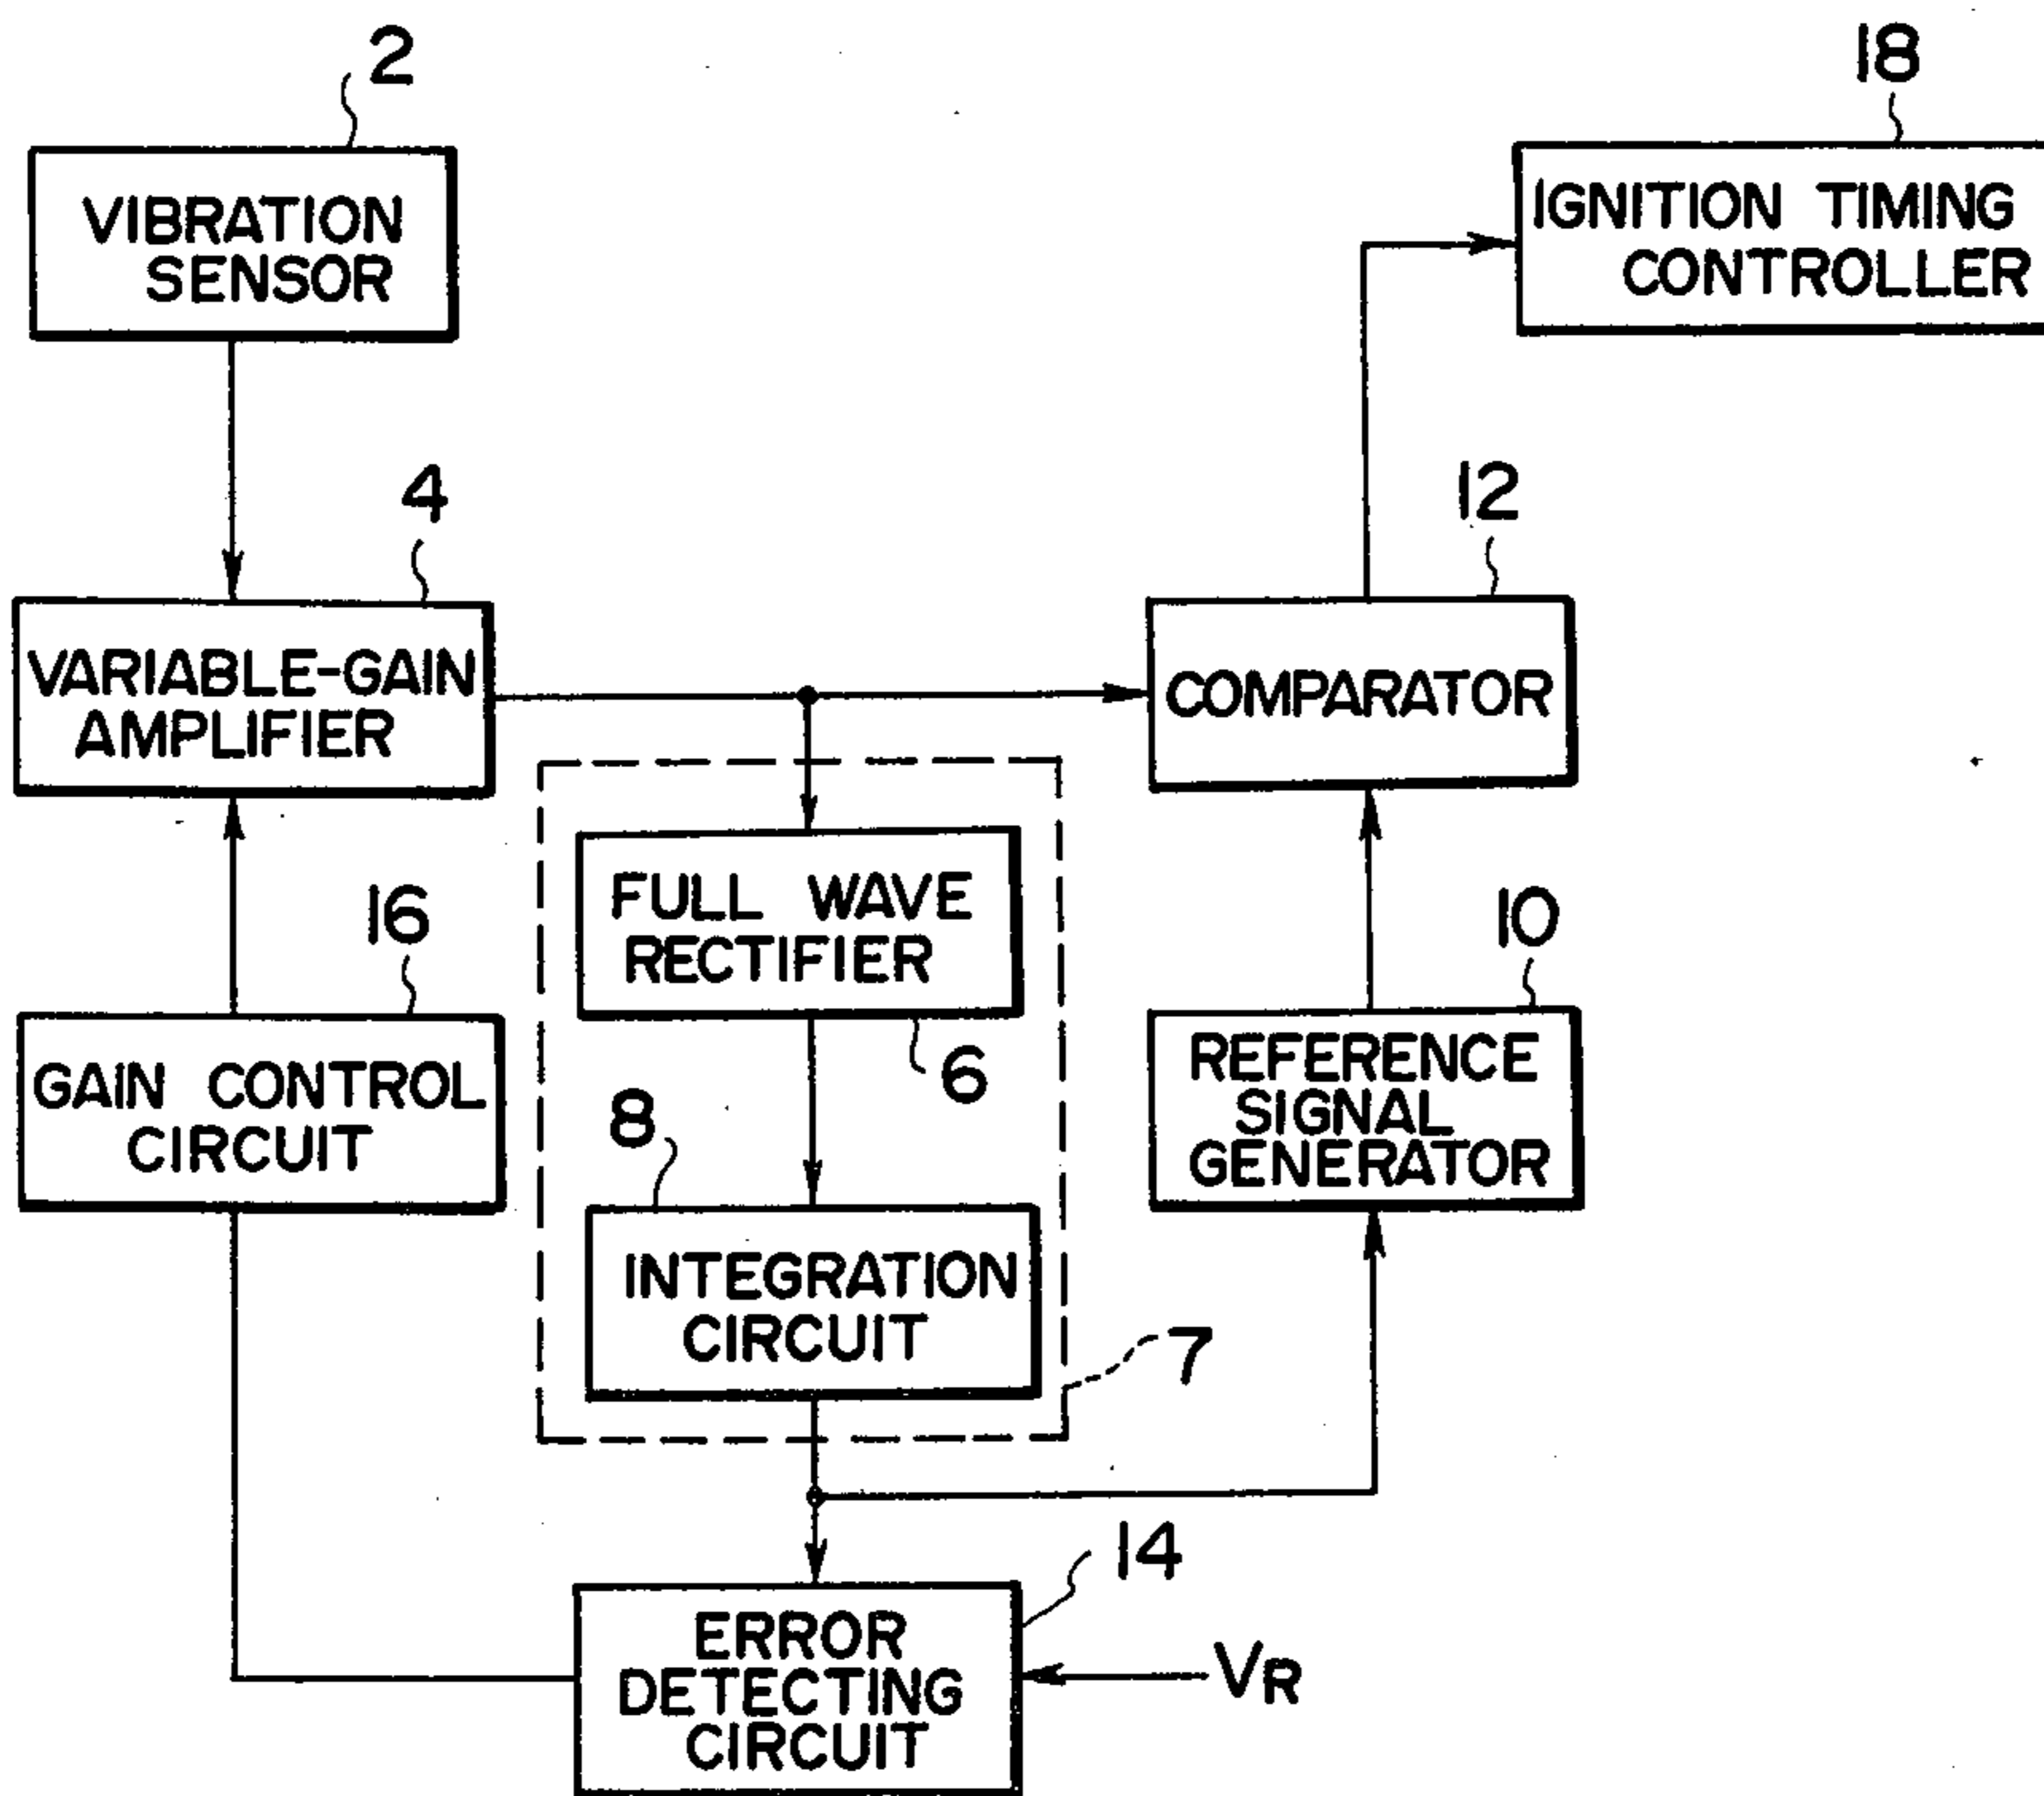 2
18
VIBRATION
SENSOR
IGNITION TIMING
CONTROLLER
4
12
VARIABLE-GAIN
AMPLIFIER
COMPARATOR
16
FULL WAVE
RECTIFIER
10
6
GAIN CONTROL
CIRCUIT
8
REFERENCE
SIGNAL
GENERATOR
INTEGRATION
CIRCUIT
7
14
ERROR
DETECTING
CIRCUIT
VR